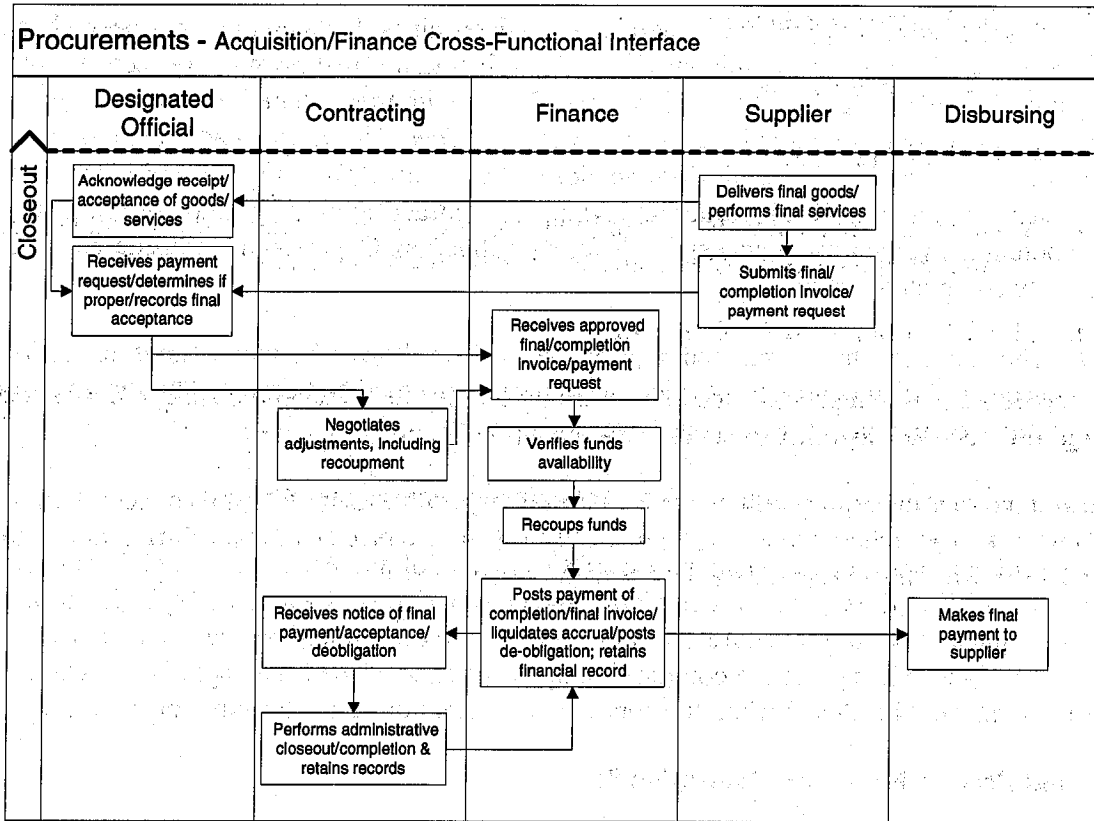 Procurements - Acquisition/Finance Cross-Functional Interface
Closeout
Designated
Official
Contracting
Finance
Supplier
Disbursing
Acknowledge receipt/
acceptance of goods/
services
Delivers final goods/
performs final services
Receives payment
request/determines if
proper/records final
acceptance
Submits final/
completion invoice/
payment request
Receives approved
final/completion
invoice/payment
request
Negotiates
adjustments, including
recoupment
Verifies funds
availability
Recoups funds
Receives notice of final
payment/acceptance/
deobligation
Posts payment of
completion/final invoice/
liquidates accrual/posts
de-obligation; retains
financial record
Makes final
payment to
supplier
Performs administrative
closeout/completion &
retains records